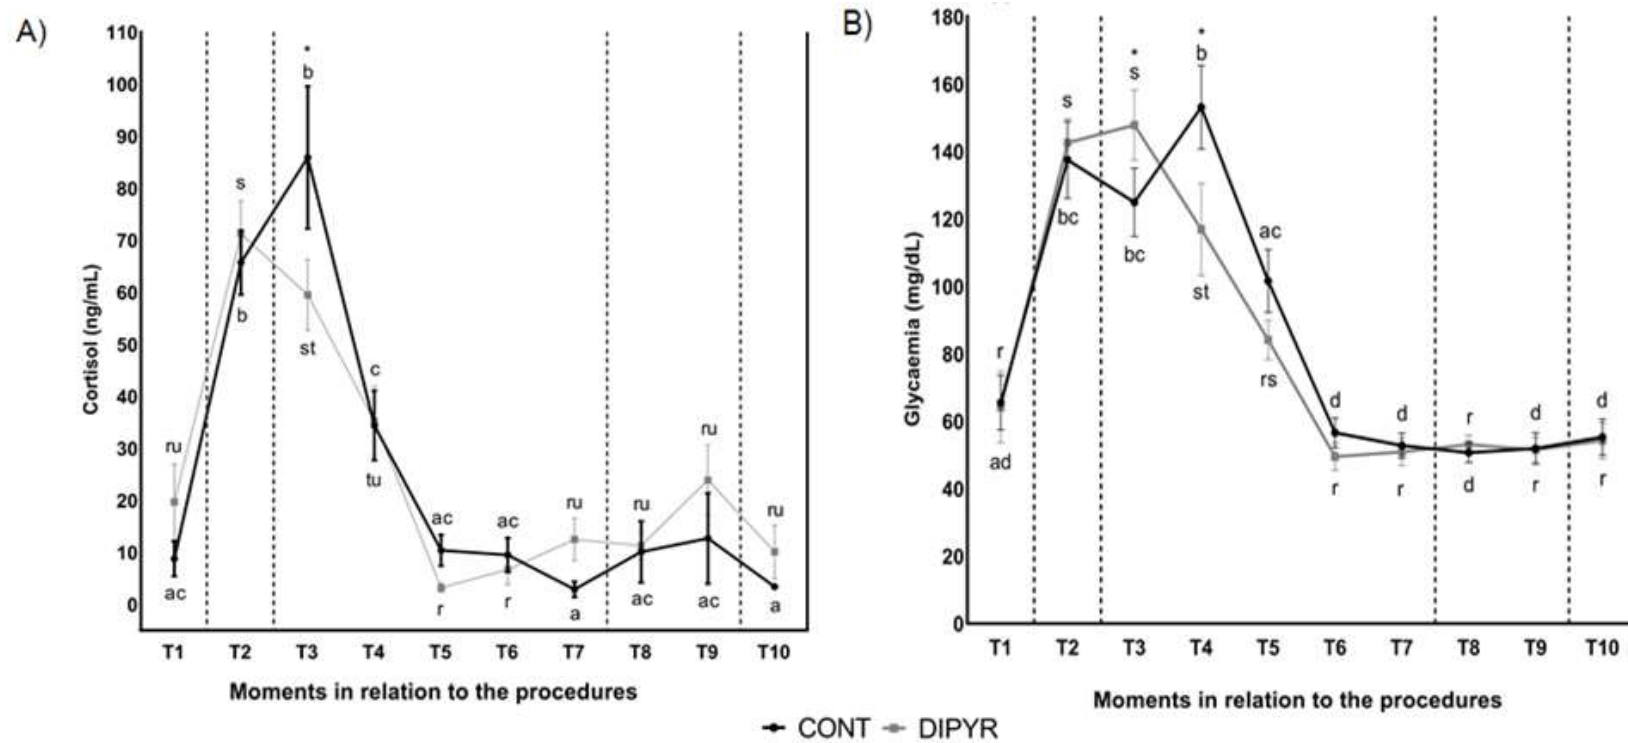 A)
110
100
90
80
70
60
50
40
30
20
10
0
Cortisol (ng/mL)
ru
ac
s
b
*
b
st
c
tu
ac
r
ac
r
ru
a
ru
ac
ru
ac
ru
a
T1 T2 T3 T4 T5 T6 T7 T8 T9 T10
Moments in relation to the procedures
B)
180
160
140
120
100
80
60
40
20
0
Glycaemia (mg/dL)
r
ad
s
bc
*
s
bc
*
b
st
ac
rs
d
r
d
r
r
d
d
r
d
r
T1 T2 T3 T4 T5 T6 T7 T8 T9 T10
Moments in relation to the procedures
CONT DIPYR